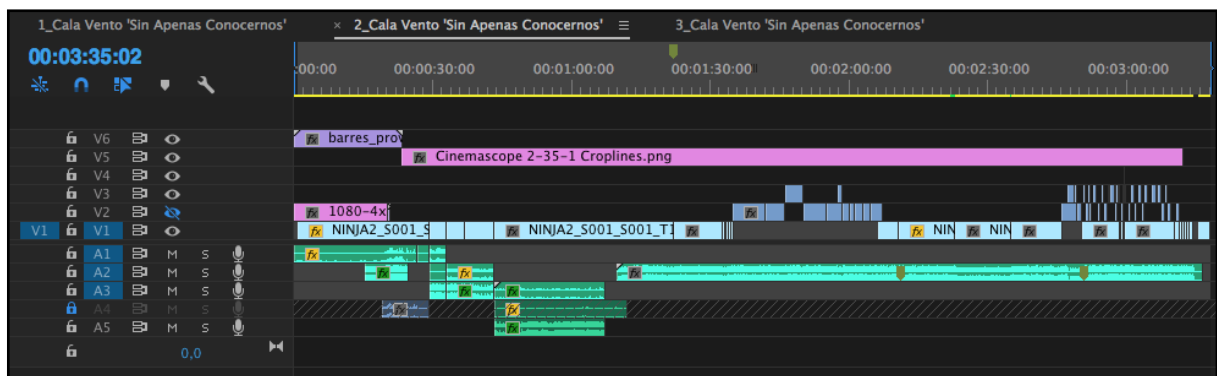 1_Cala Vento 'Sin Apenas Conocernos' × 2_Cala Vento 'Sin Apenas Conocernos' ≡ 3_Cala Vento 'Sin Apenas Conocernos'
00:03:35:02
:00:00 00:00:30:00 00:01:00:00 00:01:30:00 00:02:00:00 00:02:30:00 00:03:00:00
V6 fx barres_prov
V5 fx Cinemascope 2-35-1 Croplines.png
V4
V3
V2 fx 1080-4x fx
V1 V1 fx NINJA2_S001_S fx NINJA2_S001_S001_T1 fx fx NIN fx NIN fx fx fx
A1 M S fx
A2 M S fx fx fx
A3 M S fx fx
A4 M S fx fx
A5 M S fx
0,0